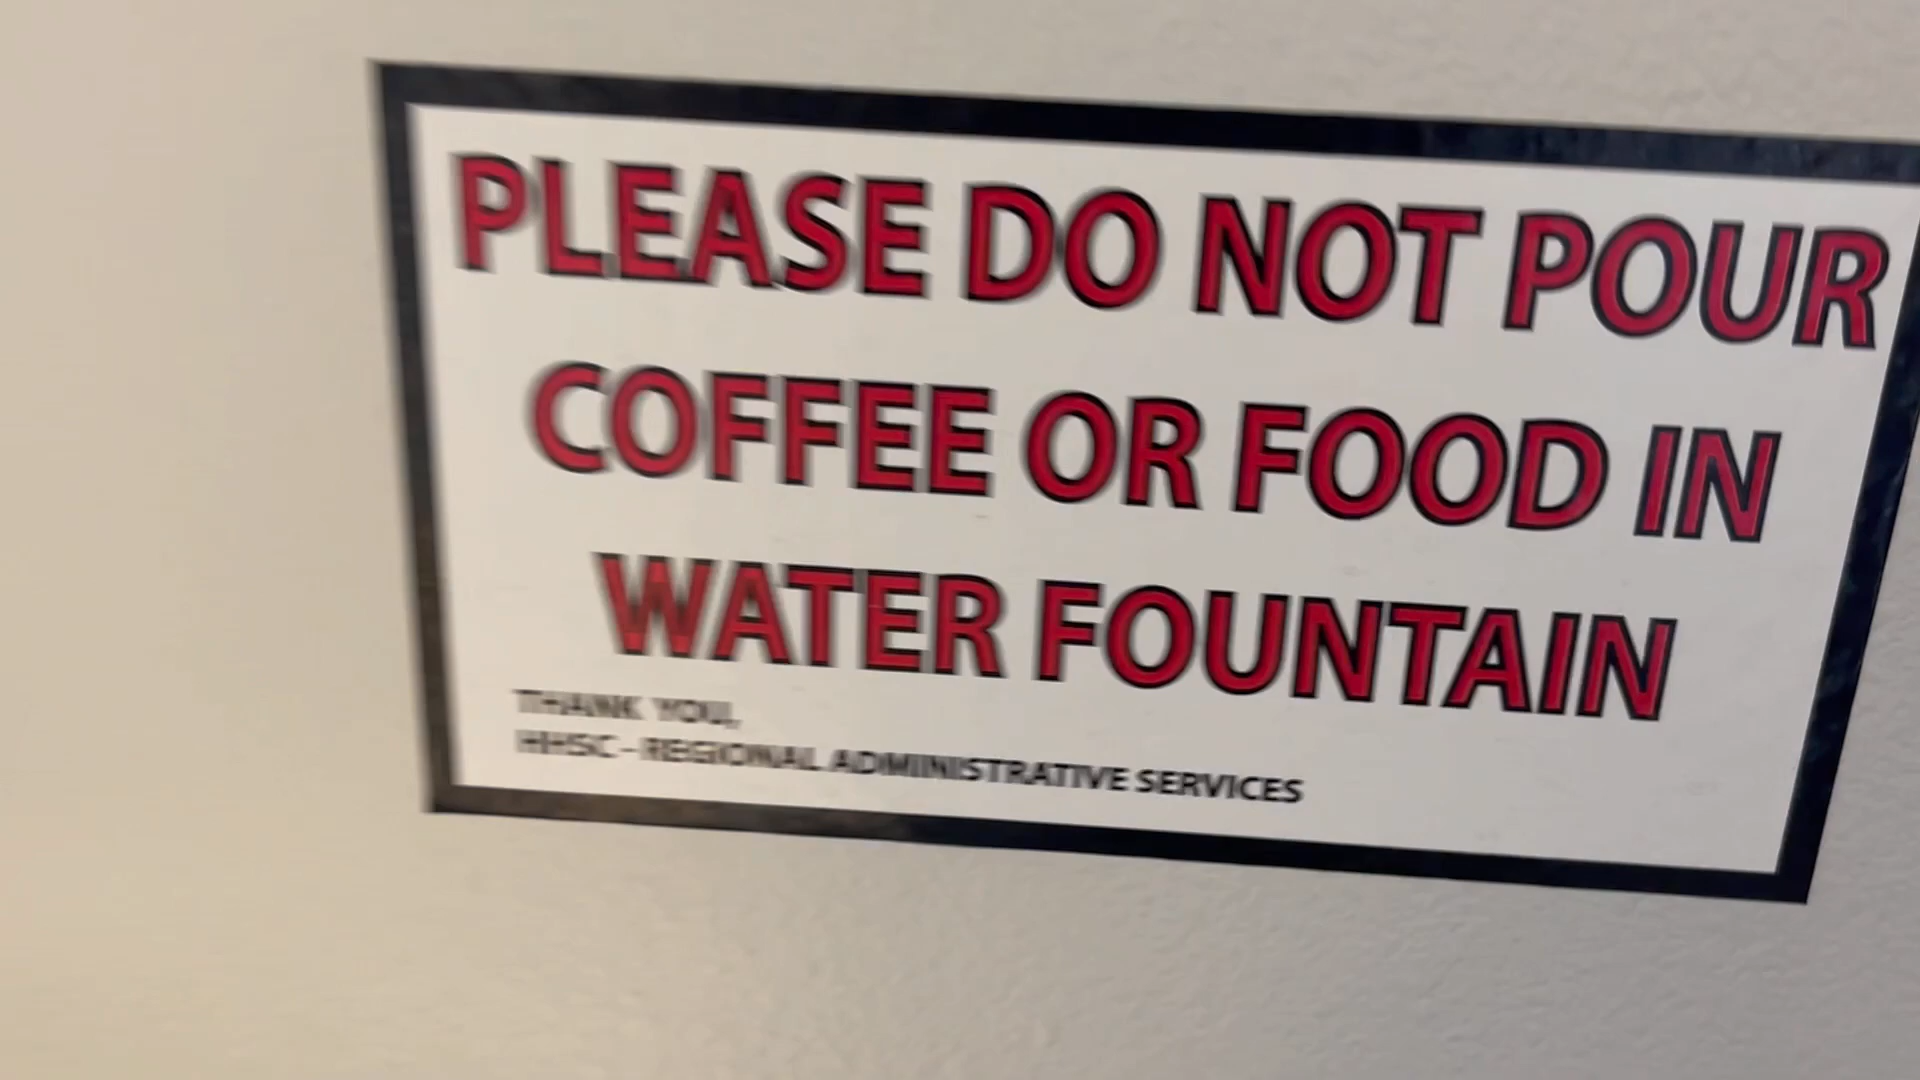 PLEASE DO NOT POUR
COFFEE OR FOOD IN
WATER FOUNTAIN
THANK YOU,
HHSC - REGIONAL ADMINISTRATIVE SERVICES